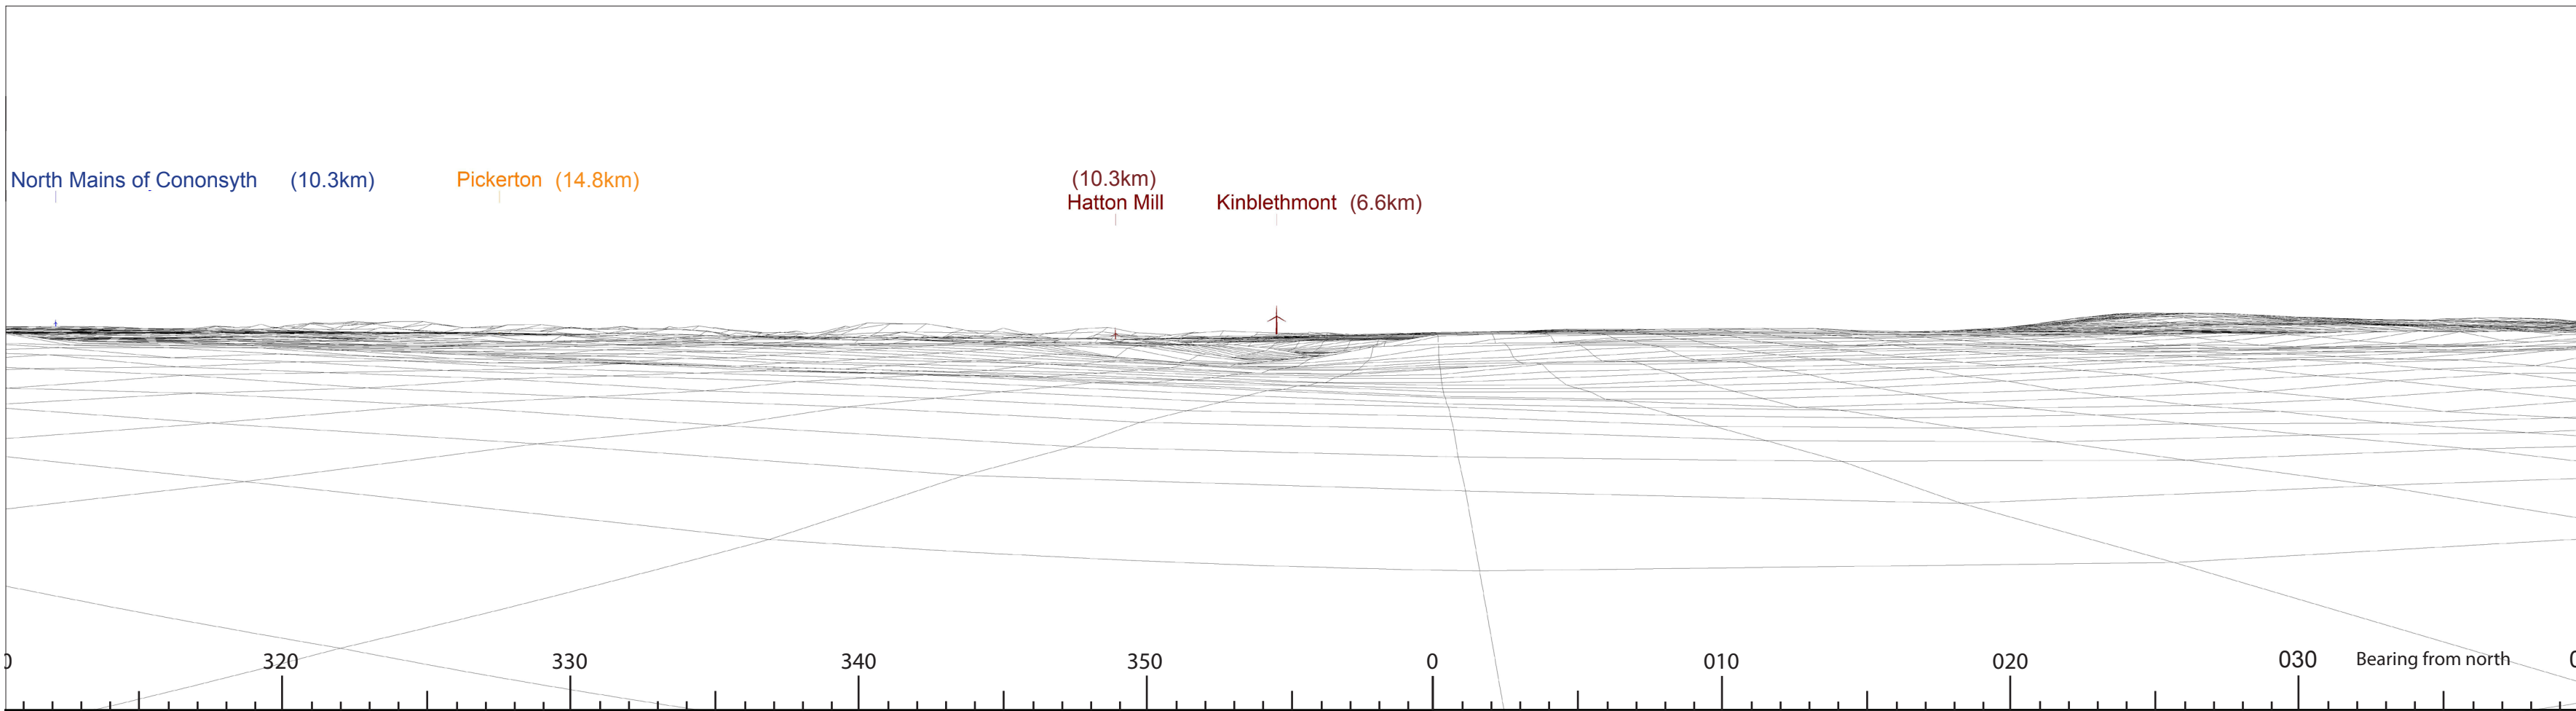 North Mains of Cononsyth (10.3km)
Pickerton (14.8km)
(10.3km)
Hatton Mill
Kinblethmont (6.6km)
320 330 340 350 0 010 020 030 Bearing from north